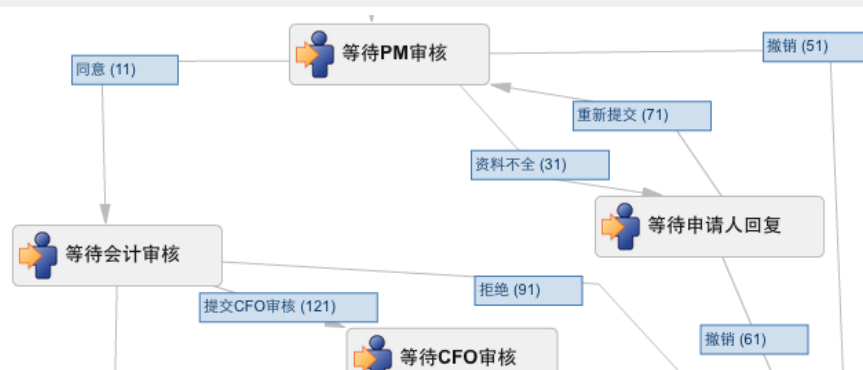 撤销 (51)
等待PM审核
同意 (11)
重新提交 (71)
资料不全 (31)
等待申请人回复
等待会计审核
拒绝 (91)
提交CFO审核 (121)
撤销 (61)
等待CFO审核